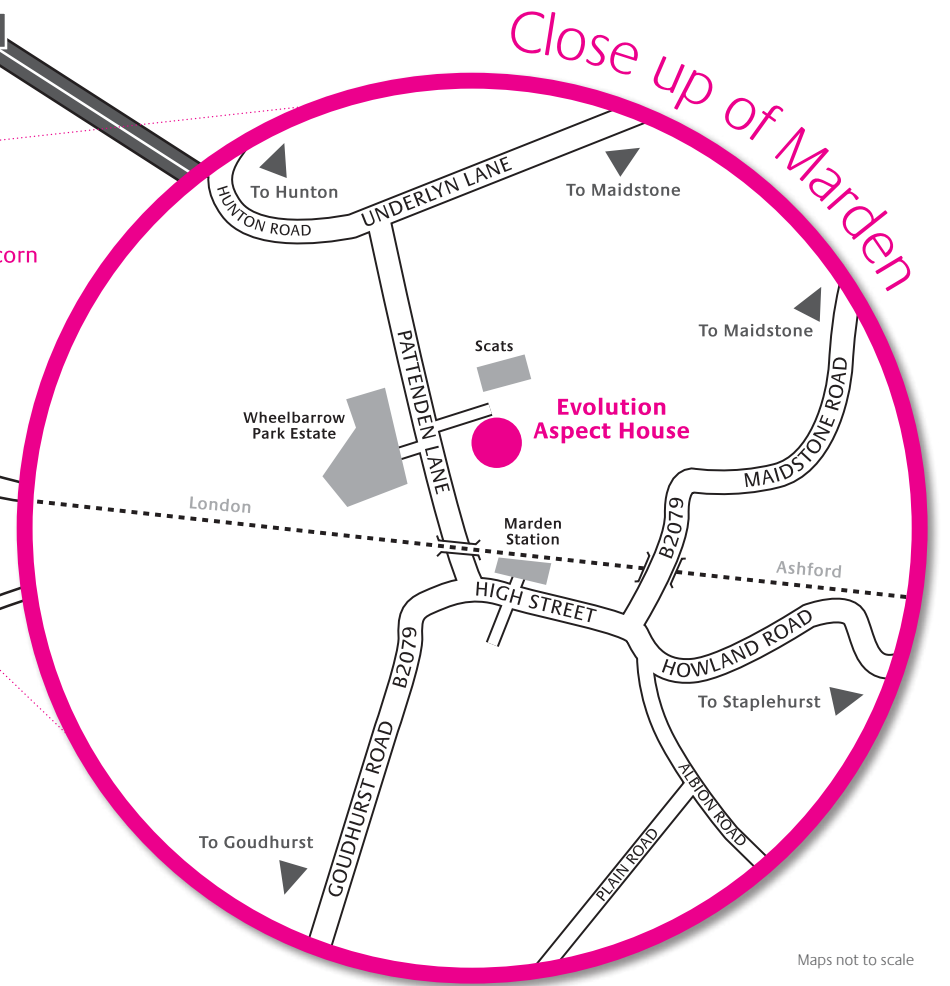 Close up of Marden
To Hunton
To Maidstone
HUNTON ROAD
UNDERLYN LANE
corn
To Maidstone
PATTENDEN LANE
Scats
Wheelbarrow
Park Estate
Evolution
Aspect House
MAIDSTONE ROAD
London
Marden
Station
B2079
Ashford
HIGH STREET
B2079
HOWLAND ROAD
To Staplehurst
GOUDHURST ROAD
ALBION ROAD
To Goudhurst
PLAIN ROAD
Maps not to scale